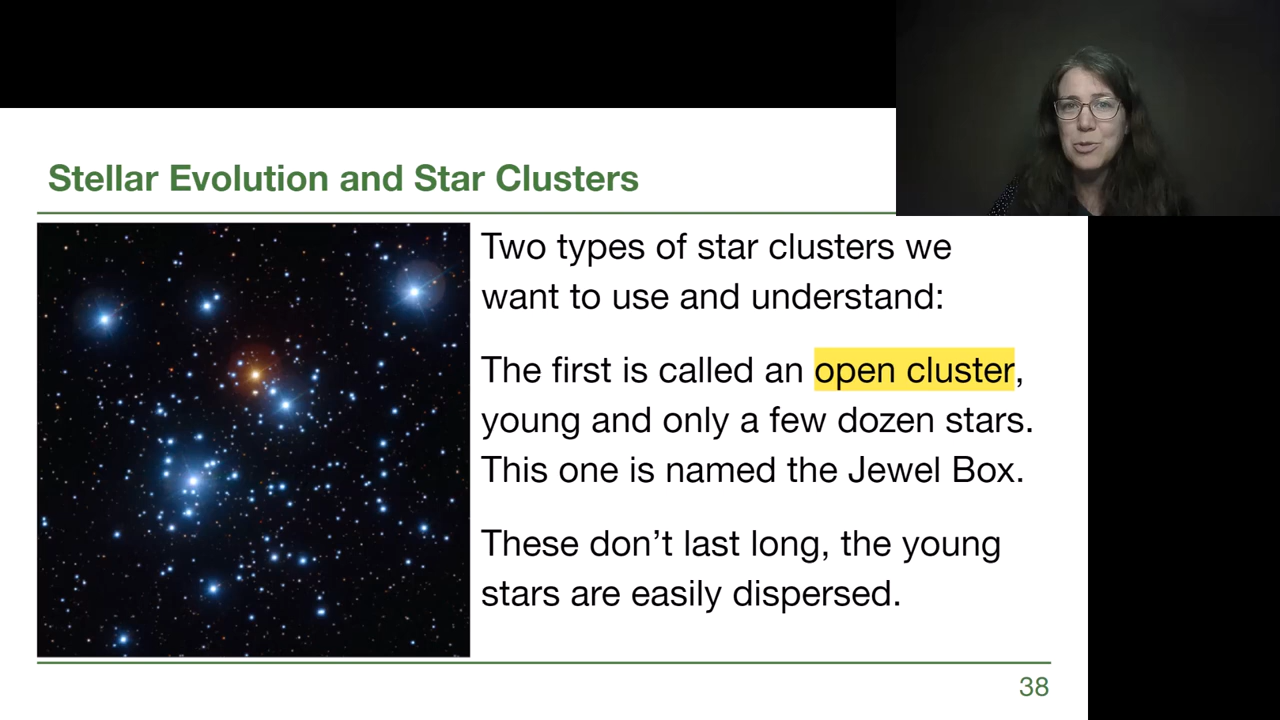 Stellar Evolution and Star Clusters
Two types of star clusters we
want to use and understand:
The first is called an open cluster,
young and only a few dozen stars.
This one is named the Jewel Box.
These don’t last long, the young
stars are easily dispersed.
38